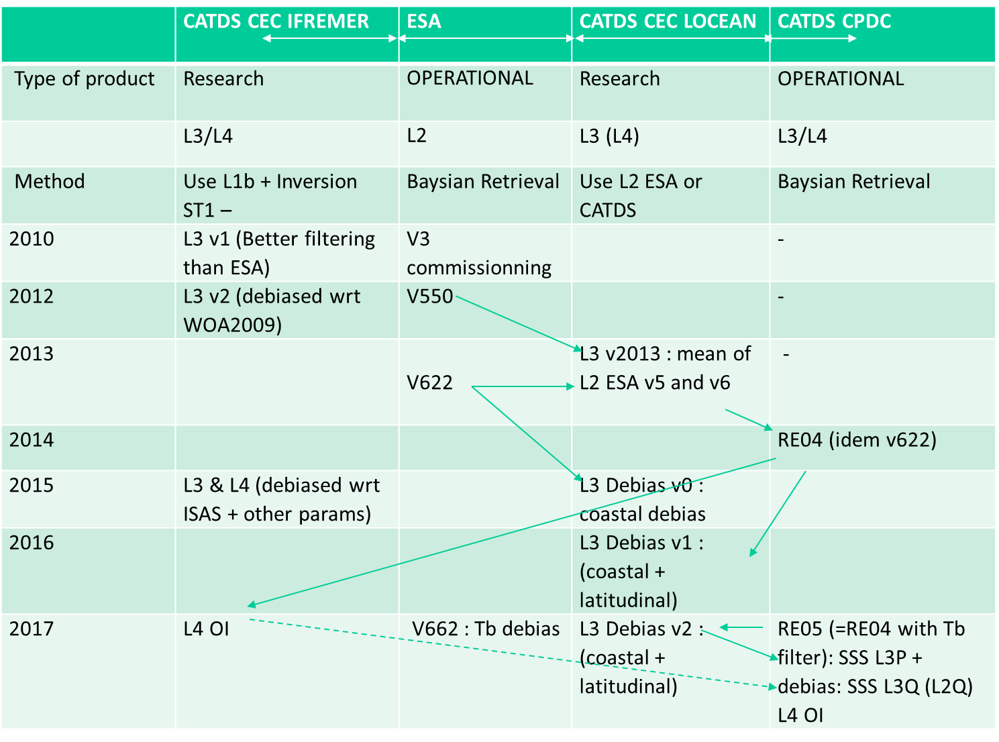 CATDS CEC IFREMER
ESA
CATDS CEC LOCEAN
CATDS CPDC
Type of product
Research
OPERATIONAL
Research
OPERATIONAL
L3/L4
L2
L3 (L4)
L3/L4
Method
Use L1b + Inversion
ST1 –
Baysian Retrieval
Use L2 ESA or
CATDS
Baysian Retrieval
2010
L3 v1 (Better filtering
than ESA)
V3
commissionning
-
2012
L3 v2 (debiased wrt
WOA2009)
V550
-
2013
V622
L3 v2013 : mean of
L2 ESA v5 and v6
-
2014
RE04 (idem v622)
2015
L3 & L4 (debiased wrt
ISAS + other params)
L3 Debias v0 :
coastal debias
2016
L3 Debias v1 :
(coastal +
latitudinal)
2017
L4 OI
V662 : Tb debias
L3 Debias v2 :
(coastal +
latitudinal)
RE05 (=RE04 with Tb
filter): SSS L3P +
debias: SSS L3Q (L2Q)
L4 OI